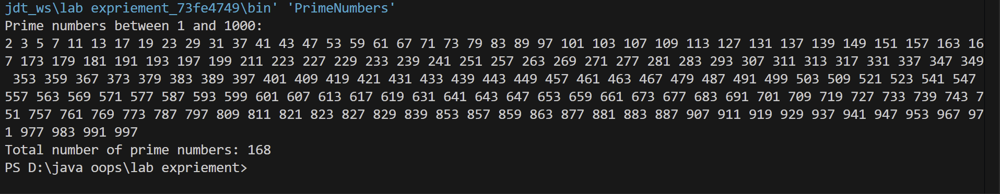 jdt_ws\lab expriement_73fe4749\bin' 'PrimeNumbers'
Prime numbers between 1 and 1000:
2 3 5 7 11 13 17 19 23 29 31 37 41 43 47 53 59 61 67 71 73 79 83 89 97 101 103 107 109 113 127 131 137 139 149 151 157 163 16
7 173 179 181 191 193 197 199 211 223 227 229 233 239 241 251 257 263 269 271 277 281 283 293 307 311 313 317 331 337 347 349
353 359 367 373 379 383 389 397 401 409 419 421 431 433 439 443 449 457 461 463 467 479 487 491 499 503 509 521 523 541 547
557 563 569 571 577 587 593 599 601 607 613 617 619 631 641 643 647 653 659 661 673 677 683 691 701 709 719 727 733 739 743 7
51 757 761 769 773 787 797 809 811 821 823 827 829 839 853 857 859 863 877 881 883 887 907 911 919 929 937 941 947 953 967 97
1 977 983 991 997
Total number of prime numbers: 168
PS D:\java oops\lab expriement>